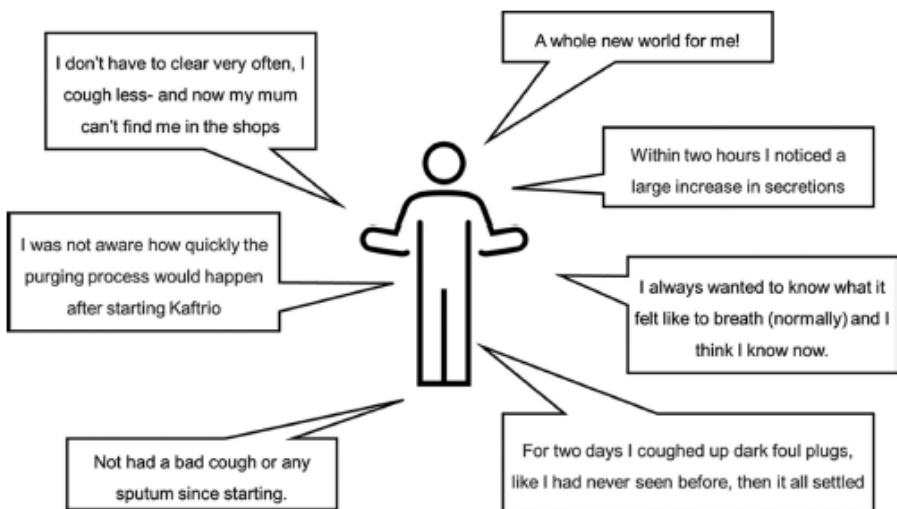 A whole new world for me!
I don't have to clear very often, I
cough less- and now my mum
can't find me in the shops
Within two hours I noticed a
large increase in secretions
I was not aware how quickly the
purging process would happen
after starting Kaftrio
I always wanted to know what it
felt like to breath (normally) and I
think I know now.
Not had a bad cough or any
sputum since starting.
For two days I coughed up dark foul plugs,
like I had never seen before, then it all settled